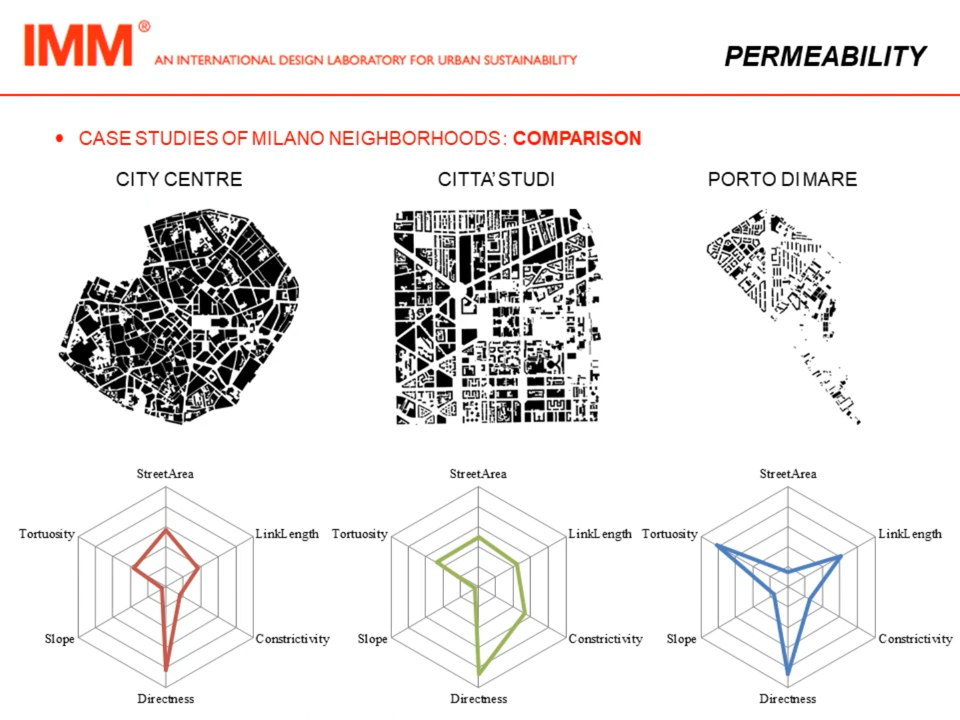 IMM®
AN INTERNATIONAL DESIGN LABORATORY FOR URBAN SUSTAINABILITY
PERMEABILITY
• CASE STUDIES OF MILANO NEIGHBORHOODS: COMPARISON
CITY CENTRE
CITTA' STUDI
PORTO DI MARE
StreetArea
Tortuosity
LinkLength
Slope
Constrictivity
Directness
StreetArea
Tortuosity
LinkLength
Slope
Constrictivity
Directness
StreetArea
Tortuosity
LinkLength
Slope
Constrictivity
Directness